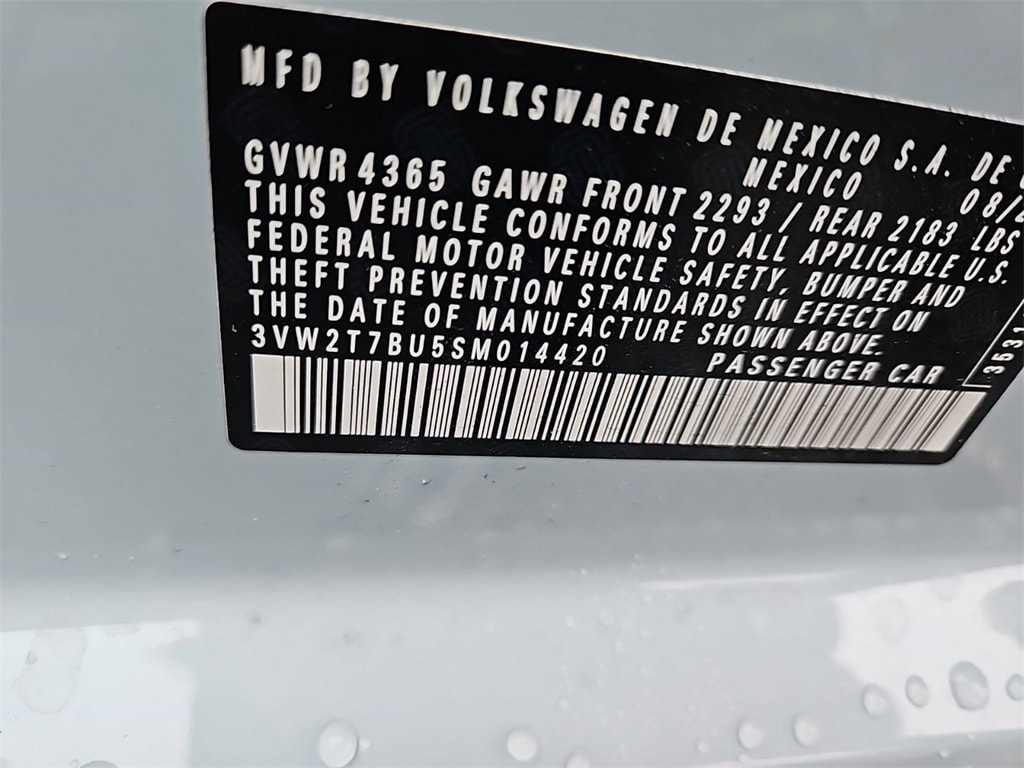 MFD BY VOLKSWAGEN DE MEXICO S.A. DE
MEXICO 08/
GVWR 4365 GAWR FRONT 2293 / REAR 2183 LBS
THIS VEHICLE CONFORMS TO ALL APPLICABLE U.S.
FEDERAL MOTOR VEHICLE SAFETY, BUMPER AND
THEFT PREVENTION STANDARDS IN EFFECT ON
THE DATE OF MANUFACTURE SHOWN ABOVE.
3VW2T7BU5SM014420 PASSENGER CAR